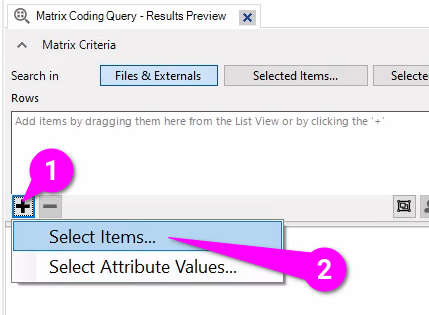 Matrix Coding Query - Results Preview
Matrix Criteria
Search in Files & Externals Selected Items... Selected
Rows
Add items by dragging them here from the List View or by clicking the '+'
1
Select Items...
2
Select Attribute Values...